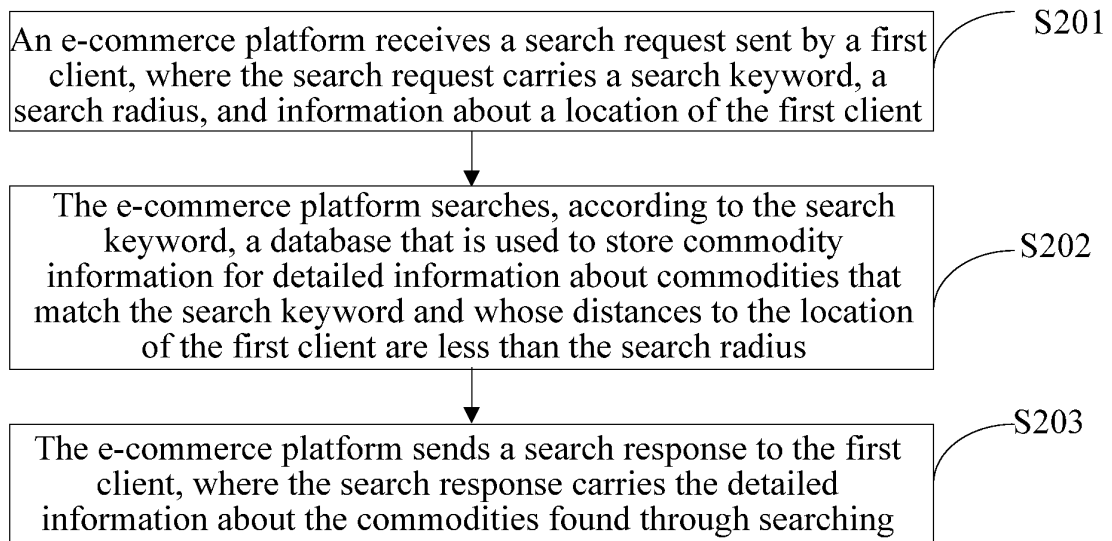 S201
An e-commerce platform receives a search request sent by a first
client, where the search request carries a search keyword, a
search radius, and information about a location of the first client
The e-commerce platform searches, according to the search
keyword, a database that is used to store commodity
information for detailed information about commodities that
match the search keyword and whose distances to the location
of the first client are less than the search radius
S202
The e-commerce platform sends a search response to the first
client, where the search response carries the detailed
information about the commodities found through searching
S203